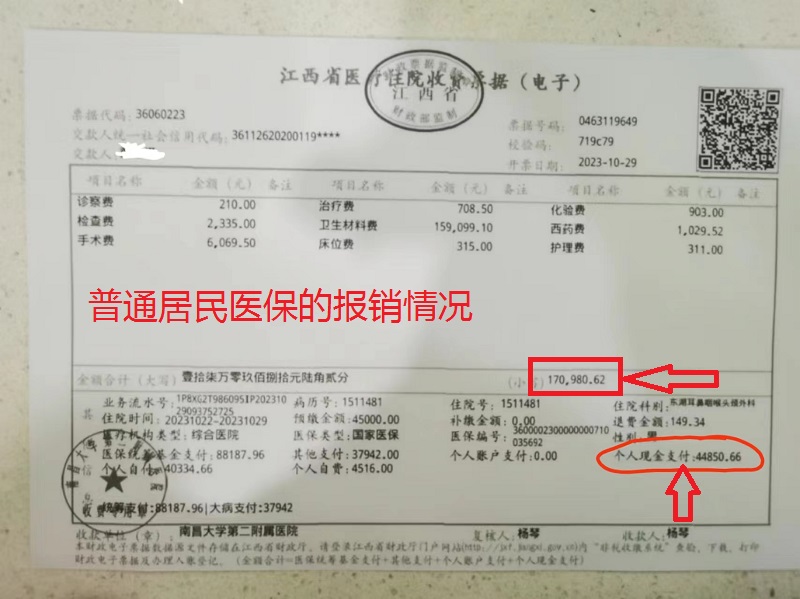 江西省医疗住院收费票据（电子）
江西省
财政部监制
票据代码: 36060223
票据号码: 0463119649
交款人统一社会信用代码: 36112620200119****
校验码: 719c79
交款人:
开票日期: 2023-10-29
项目名称 金额（元） 备注 项目名称 金额（元） 备注 项目名称 金额（元） 备注
诊察费 210.00 治疗费 708.50 化验费 903.00
检查费 2,335.00 卫生材料费 159,099.10 西药费 1,029.52
手术费 6,069.50 床位费 315.00 护理费 311.00
普通居民医保的报销情况
金额合计（大写） 壹拾柒万零玖佰捌拾元陆角贰分 （小写） 170,980.62
业务流水号: 1PBXG2T986095IP20231029093752725 病历号: 1511481 住院号: 1511481 住院科别: 东湖耳鼻咽喉头颈外科
住院时间: 20231022-20231029 预缴金额: 45000.00 补缴金额: 0.00 退费金额: 149.34
医疗机构类型: 综合医院 医保类型: 国家医保 医保编号: 3600002300000000710035692 性别: 男
医保统筹基金支付: 88187.96 其他支付: 37942.00 个人账户支付: 0.00 个人现金支付: 44850.66
个人自付: 40334.66 个人自费: 4516.00
统筹支付: 88187.96|大病支付: 37942
收款单位（章）: 南昌大学第二附属医院 复核人: 杨琴 收款人: 杨琴